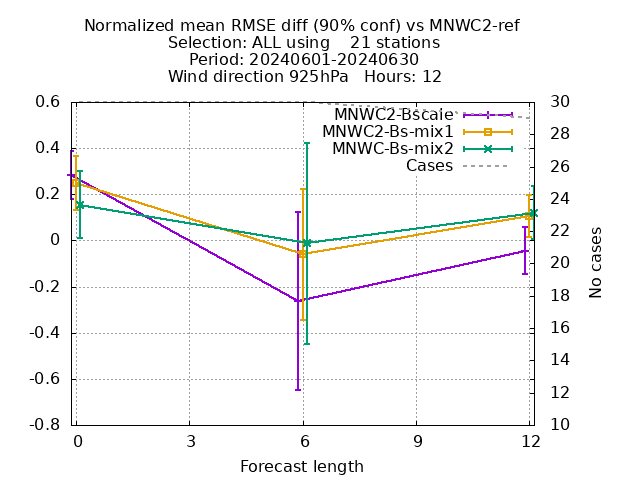 Normalized mean RMSE diff (90% conf) vs MNWC2-ref
Selection: ALL using    21 stations
Period: 20240601-20240630
Wind direction 925hPa   Hours: 12
MNWC2-Bscale
MNWC2-Bs-mix1
MNWC-Bs-mix2
Cases
0.6
0.4
0.2
0
-0.2
-0.4
-0.6
-0.8
30
28
26
24
22
20
18
16
14
12
10
No cases
0
3
6
9
12
Forecast length